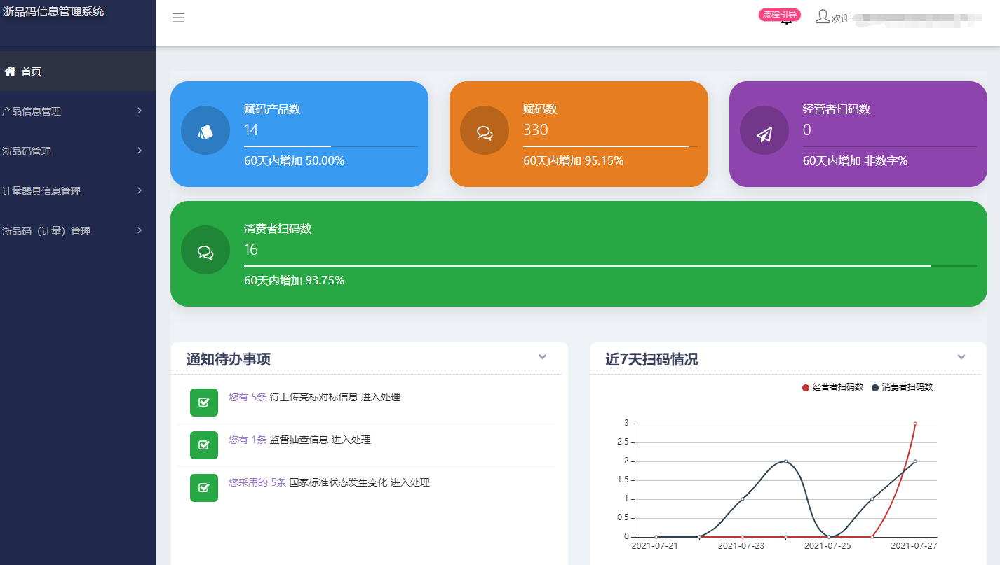 浙品码信息管理系统
流程引导
欢迎
首页
产品信息管理
浙品码管理
计量器具信息管理
浙品码（计量）管理
赋码产品数
14
60天内增加 50.00%
赋码数
330
60天内增加 95.15%
经营者扫码数
0
60天内增加 非数字%
消费者扫码数
16
60天内增加 93.75%
通知待办事项
您有 5条 待上传亮标对标信息 进入处理
您有 1条 监督抽查信息 进入处理
您采用的 5条 国家标准状态发生变化 进入处理
近7天扫码情况
经营者扫码数 消费者扫码数
3
2.5
2
1.5
1
0.5
0
2021-07-21 2021-07-23 2021-07-25 2021-07-27